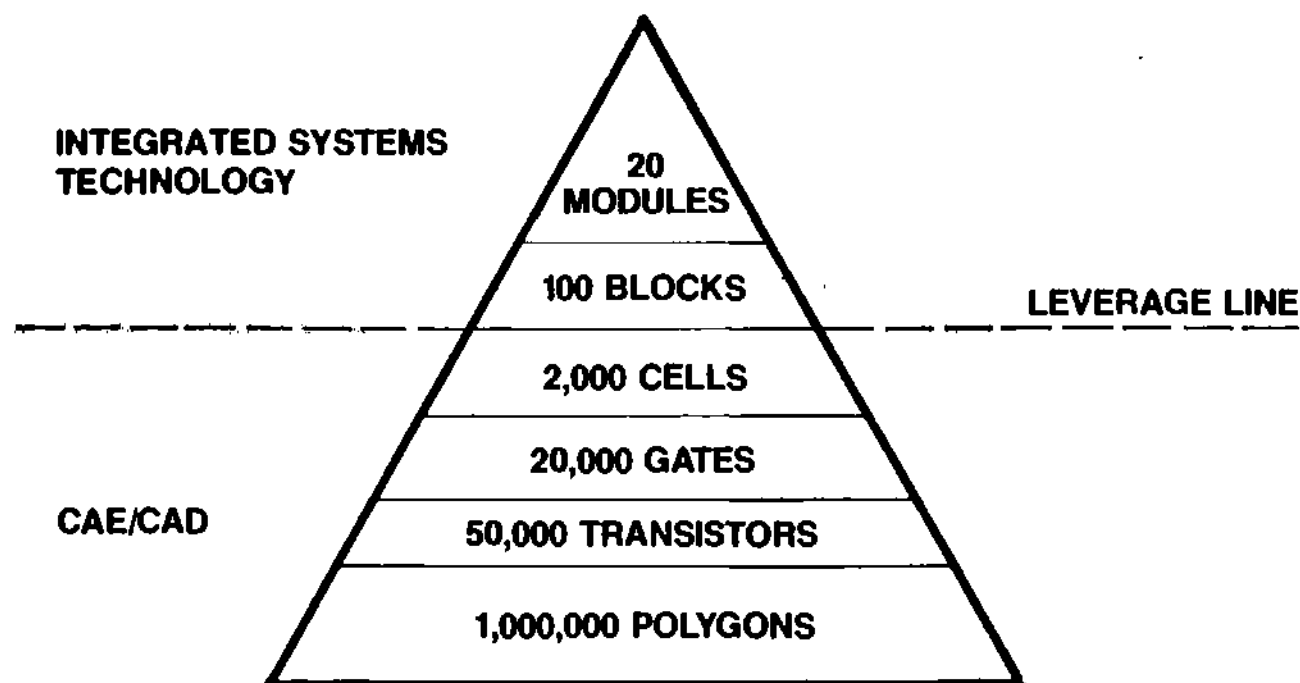 INTEGRATED SYSTEMS
TECHNOLOGY
20
MODULES
100 BLOCKS
LEVERAGE LINE
2,000 CELLS
20,000 GATES
CAE/CAD
50,000 TRANSISTORS
1,000,000 POLYGONS